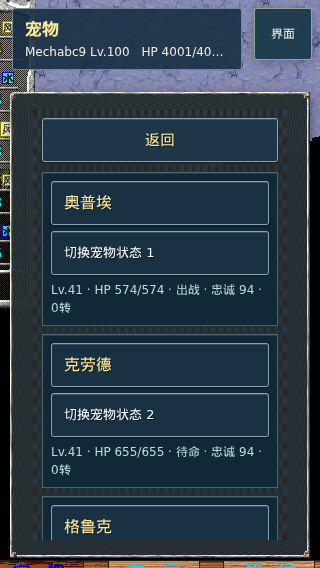 宠物
Mechabc9 Lv.100 HP 4001/40...
界面
返回
奥普埃
切换宠物状态 1
Lv.41 · HP 574/574 · 出战 · 忠诚 94 ·
0转
克劳德
切换宠物状态 2
Lv.41 · HP 655/655 · 待命 · 忠诚 94 ·
0转
格鲁克